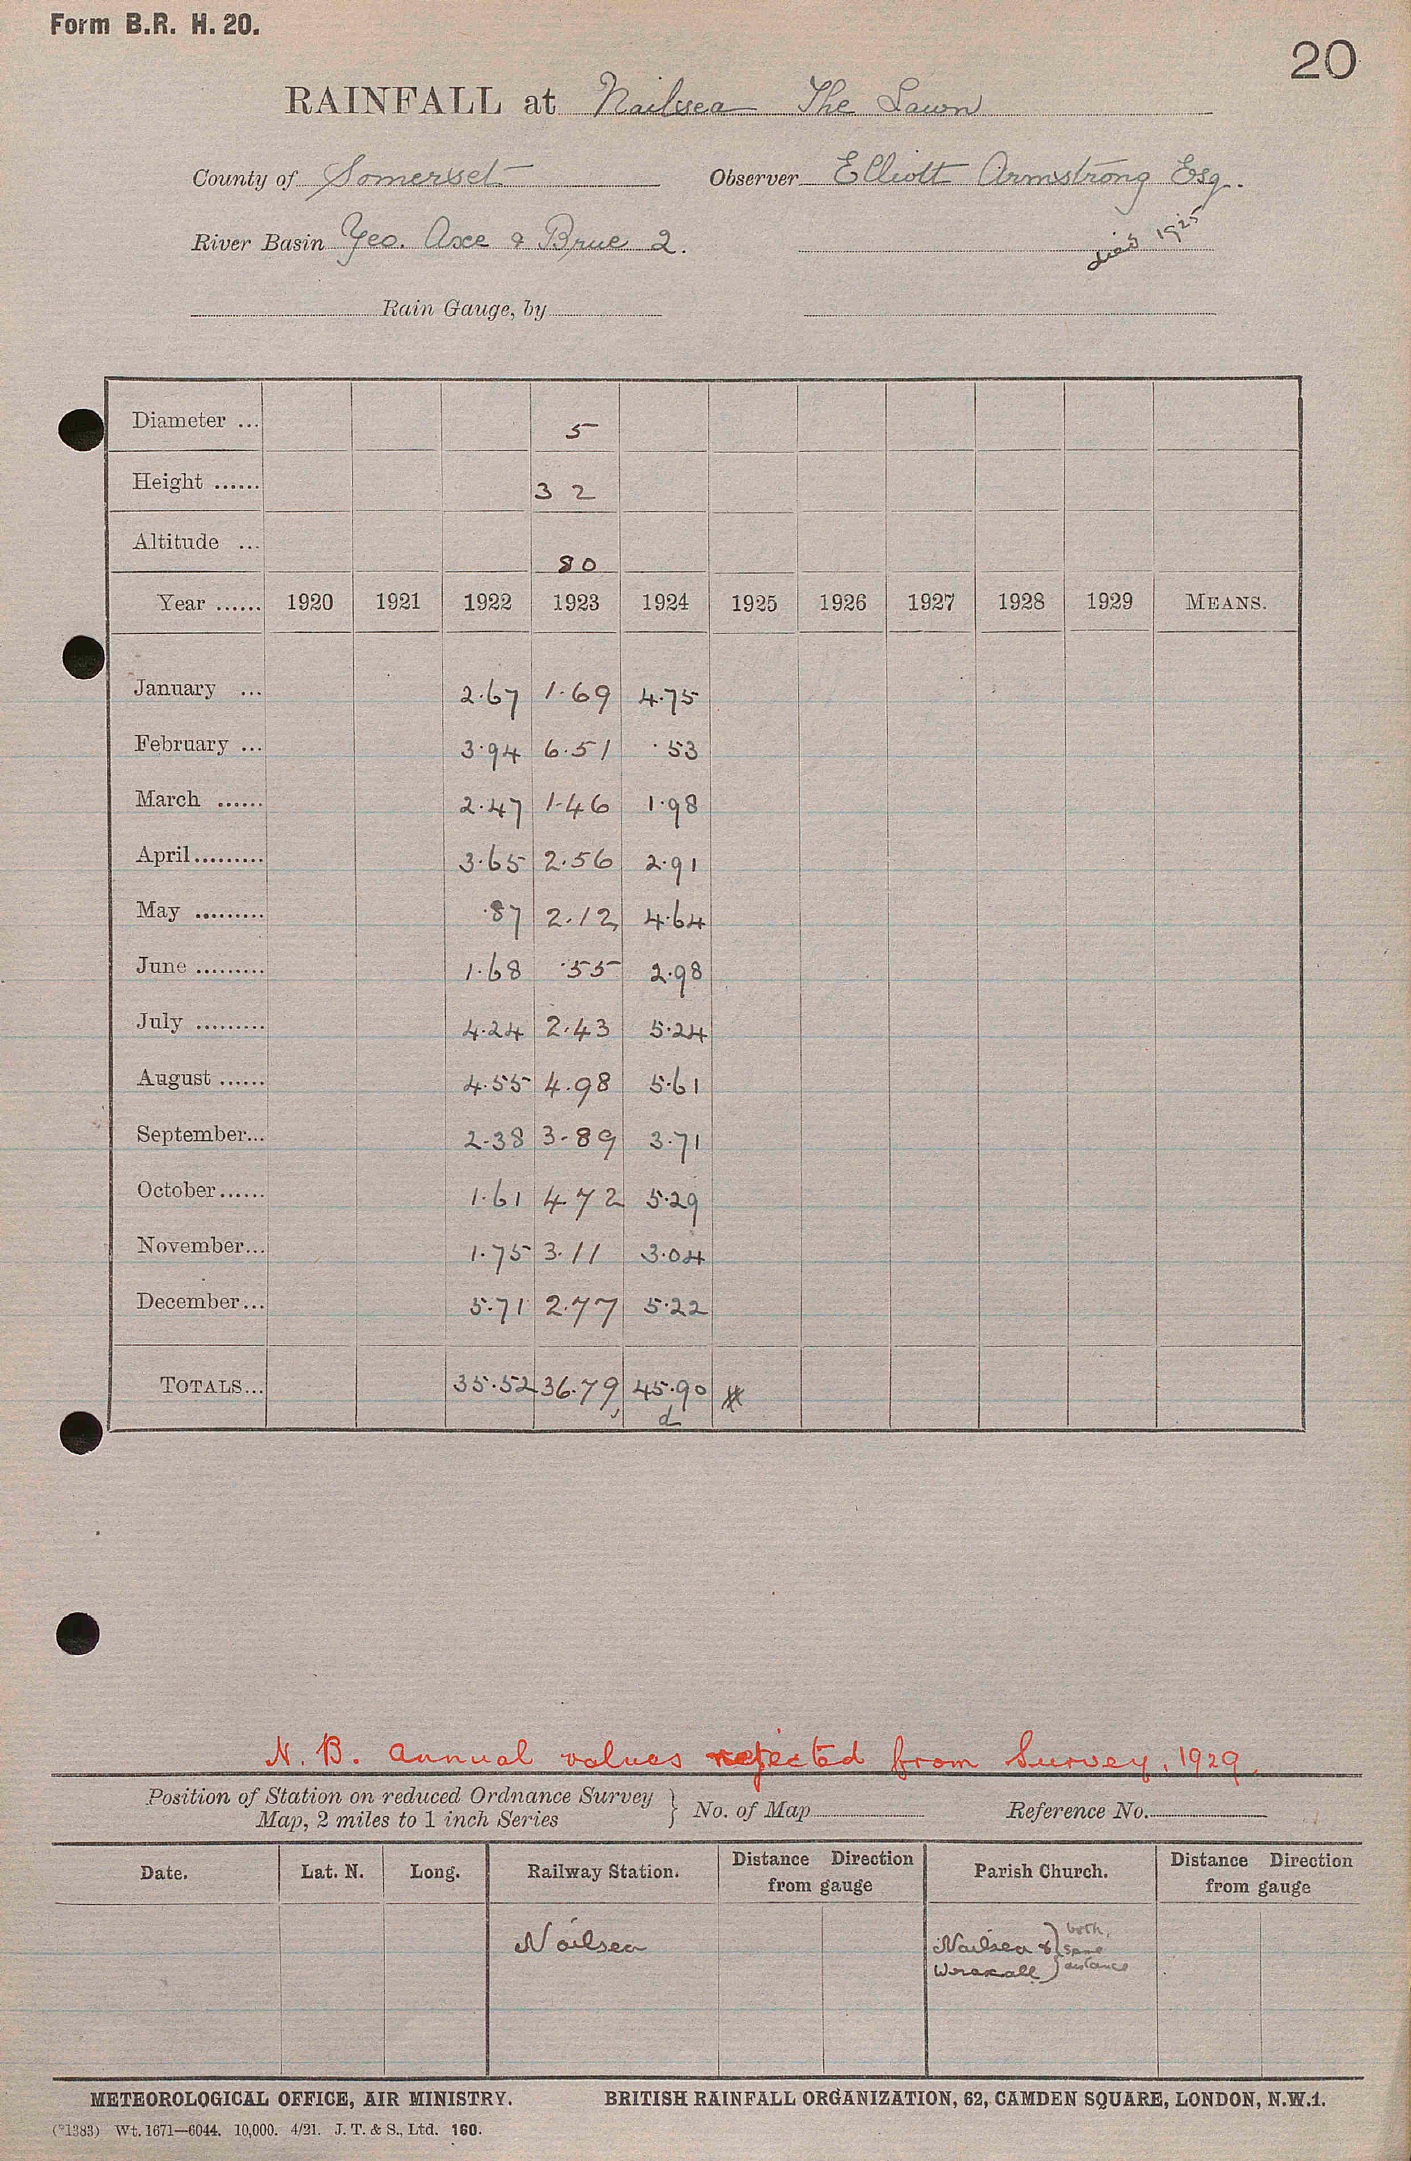 Form B.R. H. 20.
20
RAINFALL at Nailsea The Lawn
County of Somerset Observer Elliott Armstrong Esq.
River Basin Yeo. Axe & Brue 2. died 1925
Rain Gauge, by
Diameter ... 5
Height ...... 3 2
Altitude ... 80
Year ...... 1920 1921 1922 1923 1924 1925 1926 1927 1928 1929 MEANS.
January ... 2.67 1.69 4.75
February ... 3.94 6.51 .53
March ...... 2.47 1.46 1.98
April......... 3.65 2.56 2.91
May ......... .87 2.12 4.64
June ......... 1.68 .55 2.98
July ......... 4.24 2.43 5.24
August ...... 4.55 4.98 5.61
September... 2.38 3.89 3.71
October...... 1.61 4.72 5.29
November... 1.75 3.11 3.04
December... 5.71 2.77 5.22
TOTALS... 35.52 36.79 45.90
d
N.B. Annual values rejected from Survey, 1929.
Position of Station on reduced Ordnance Survey
Map, 2 miles to 1 inch Series } No. of Map Reference No.
Date. Lat. N. Long. Railway Station. Distance Direction from gauge Parish Church. Distance Direction from gauge
Nailsea Nailsea & Wraxall } both same distance
METEOROLOGICAL OFFICE, AIR MINISTRY. BRITISH RAINFALL ORGANIZATION, 62, CAMDEN SQUARE, LONDON, N.W.1.
(*1383) Wt. 1671—6044. 10,000. 4/21. J. T. & S., Ltd. 160.